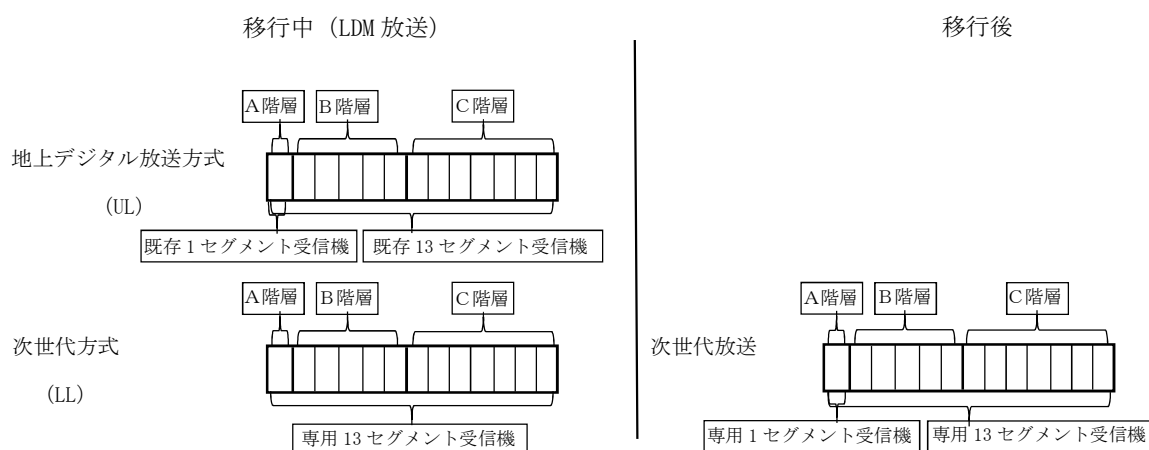 移行中 (LDM 放送)
移行後
A階層
B階層
C階層
地上デジタル放送方式
(UL)
既存1セグメント受信機
既存13セグメント受信機
A階層
B階層
C階層
次世代方式
(LL)
専用13セグメント受信機
A階層
B階層
C階層
次世代放送
専用1セグメント受信機
専用13セグメント受信機